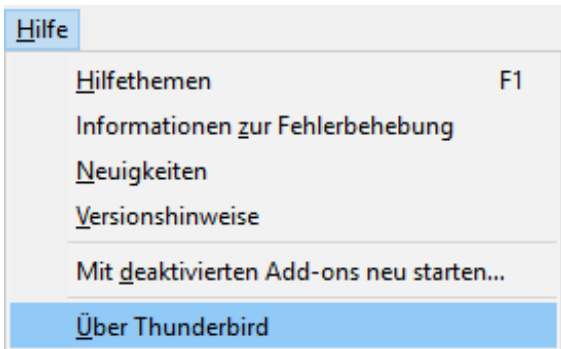 Hilfe
Hilfethemen F1
Informationen zur Fehlerbehebung
Neuigkeiten
Versionshinweise
Mit deaktivierten Add-ons neu starten...
Über Thunderbird